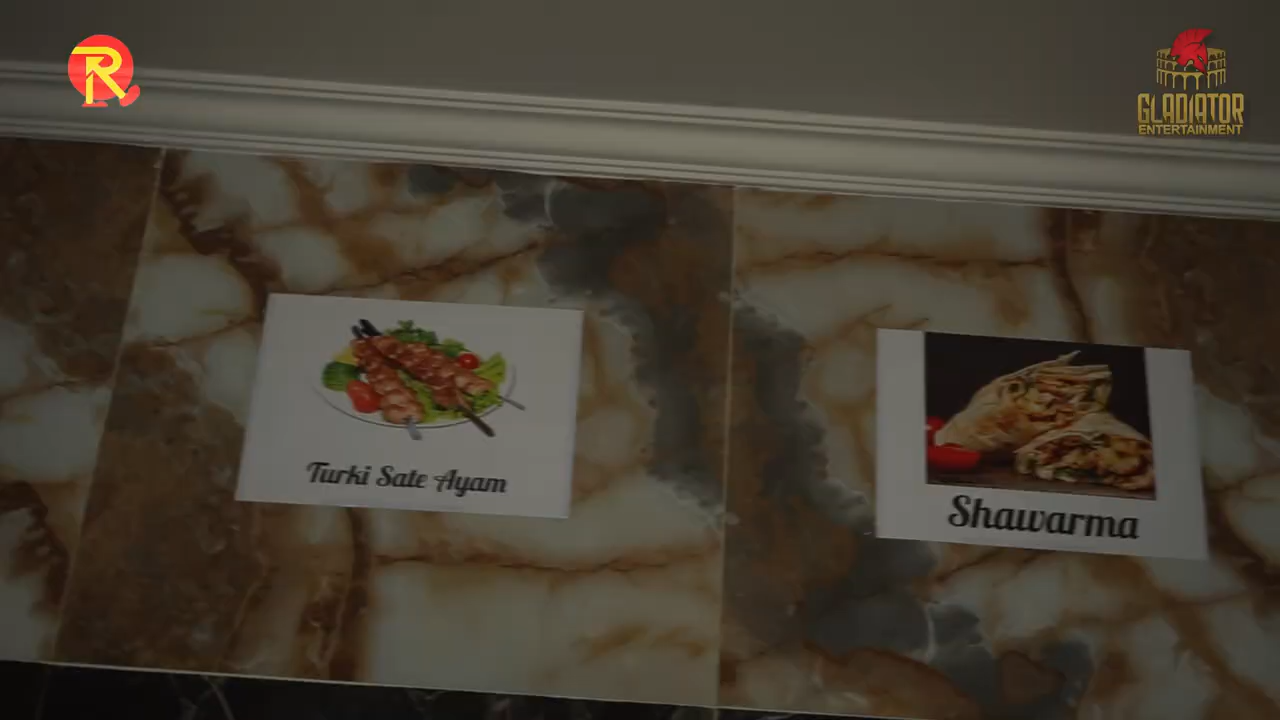 R
GLADIATOR
ENTERTAINMENT
Turki Sate Ayam
Shawarma